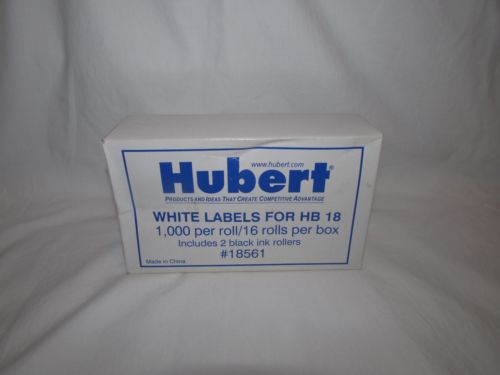 www.hubert.com
Hubert®
PRODUCTS AND IDEAS THAT CREATE COMPETITIVE ADVANTAGE
WHITE LABELS FOR HB 18
1,000 per roll/16 rolls per box
Includes 2 black ink rollers
#18561
Made in China